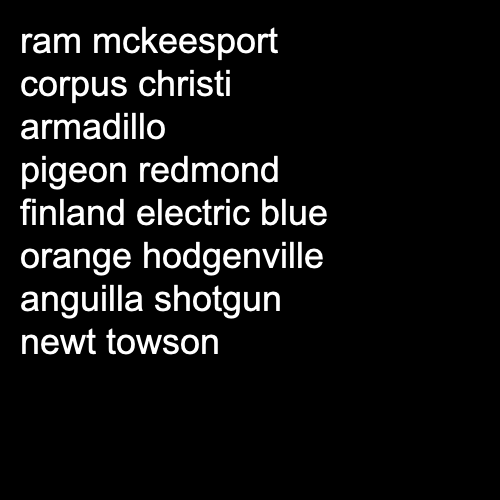 ram mckeesport
corpus christi
armadillo
pigeon redmond
finland electric blue
orange hodgenville
anguilla shotgun
newt towson